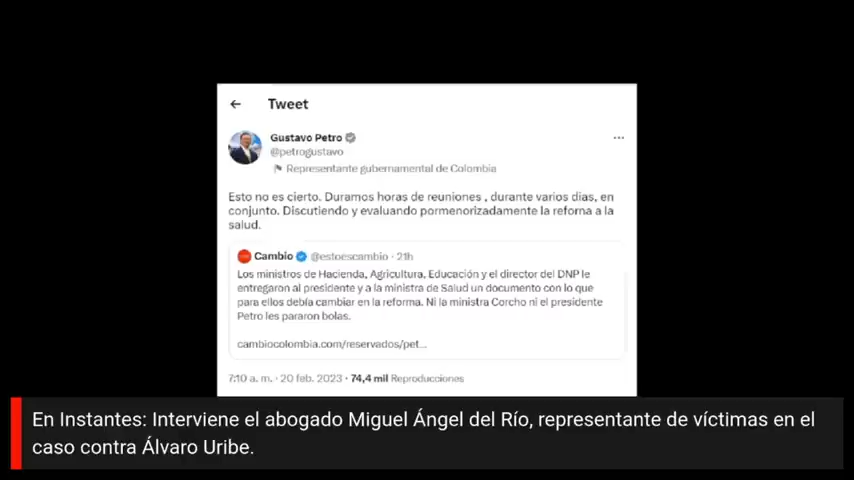 Tweet
Gustavo Petro
@petrogustavo
Representante gubernamental de Colombia
Esto no es cierto. Duramos horas de reuniones , durante varios días, en
conjunto. Discutiendo y evaluando pormenorizadamente la reforna a la
salud.
Cambio @estoescambio · 21h
Los ministros de Hacienda, Agricultura, Educación y el director del DNP le
entregaron al presidente y a la ministra de Salud un documento con lo que
para ellos debía cambiar en la reforma. Ni la ministra Corcho ni el presidente
Petro les pararon bolas.
cambiocolombia.com/reservados/pet...
7:10 a. m. · 20 feb. 2023 · 74,4 mil Reproducciones
En Instantes: Interviene el abogado Miguel Ángel del Río, representante de víctimas en el
caso contra Álvaro Uribe.